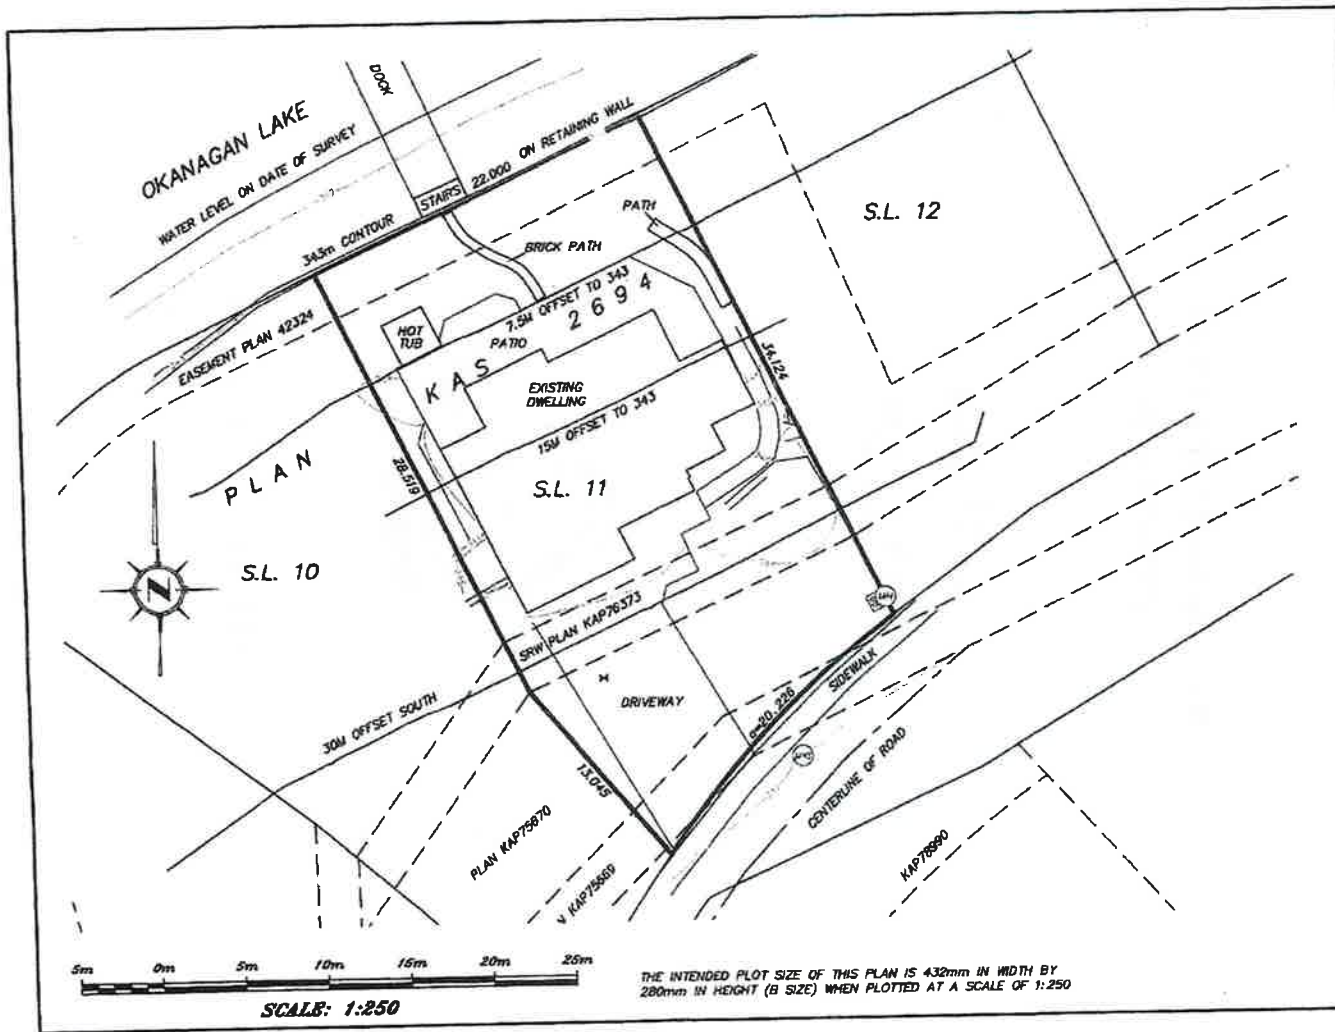 DOCK
OKANAGAN LAKE
WATER LEVEL ON DATE OF SURVEY
343m CONTOUR
STAIRS
22.000 ON RETAINING WALL
PATH
S.L. 12
BRICK PATH
EASEMENT PLAN 42324
HOT
TUB
7.5M OFFSET TO 343
PATIO
PLAN KAS 2694
34.124
EXISTING
DWELLING
15M OFFSET TO 343
28.519
S.L. 11
S.L. 10
N
SRW PLAN KAP76373
30M OFFSET SOUTH
DRIVEWAY
SIDEWALK
a=20.226
13.045
CENTERLINE OF ROAD
PLAN KAP75870
N KAP75669
KAP78990
5m 0m 5m 10m 15m 20m 25m
SCALE: 1:250
THE INTENDED PLOT SIZE OF THIS PLAN IS 432mm IN WIDTH BY
280mm IN HEIGHT (B SIZE) WHEN PLOTTED AT A SCALE OF 1:250